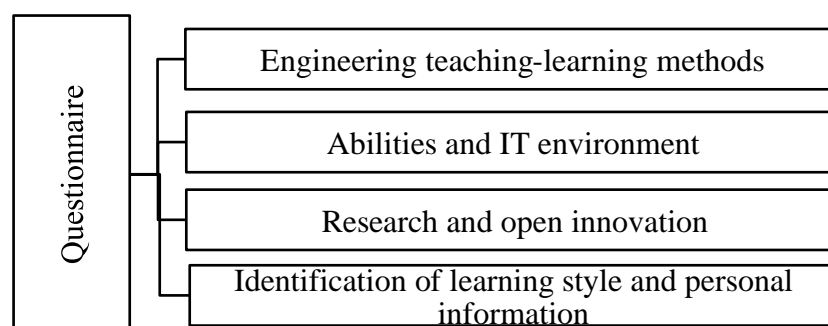 Questionnaire
Engineering teaching-learning methods
Abilities and IT environment
Research and open innovation
Identification of learning style and personal
information